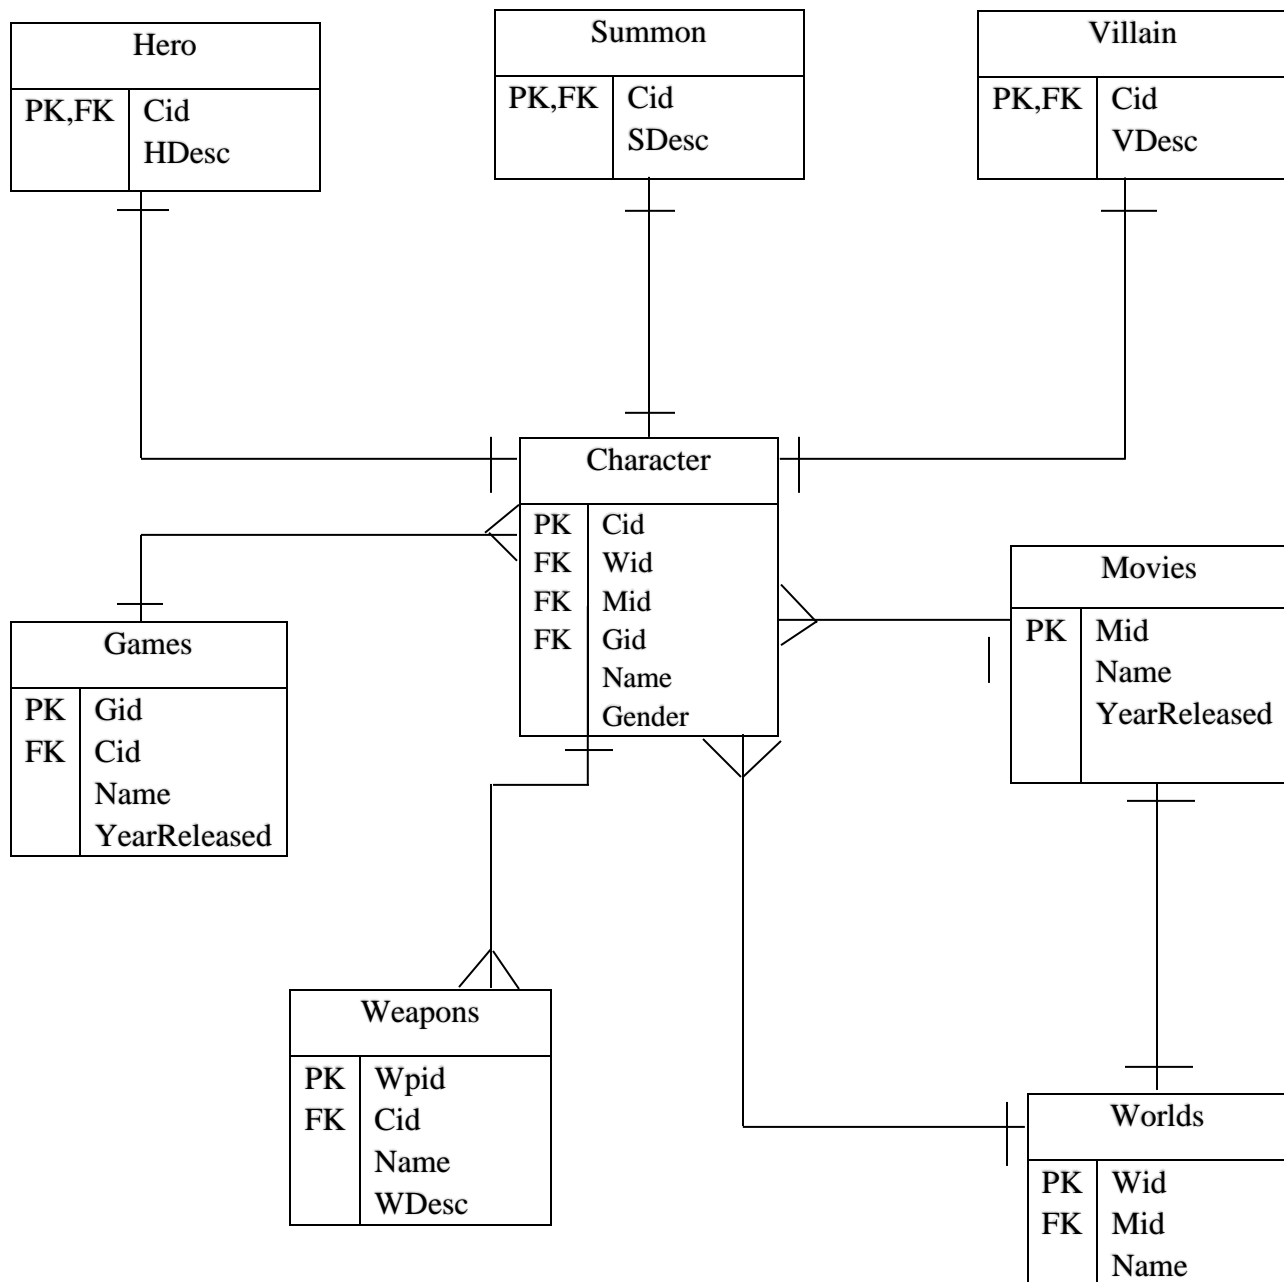 Hero
PK,FK Cid
HDesc
Summon
PK,FK Cid
SDesc
Villain
PK,FK Cid
VDesc
Character
PK Cid
FK Wid
FK Mid
FK Gid
Name
Gender
Movies
PK Mid
Name
YearReleased
Games
PK Gid
FK Cid
Name
YearReleased
Weapons
PK Wpid
FK Cid
Name
WDesc
Worlds
PK Wid
FK Mid
Name